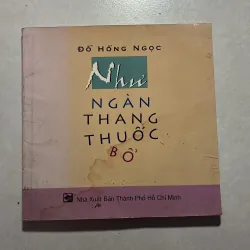 ĐỖ HỒNG NGỌC
Như
NGÀN
THANG
THUỐC
BỔ
Nhà Xuất Bản Thành Phố Hồ Chí Minh